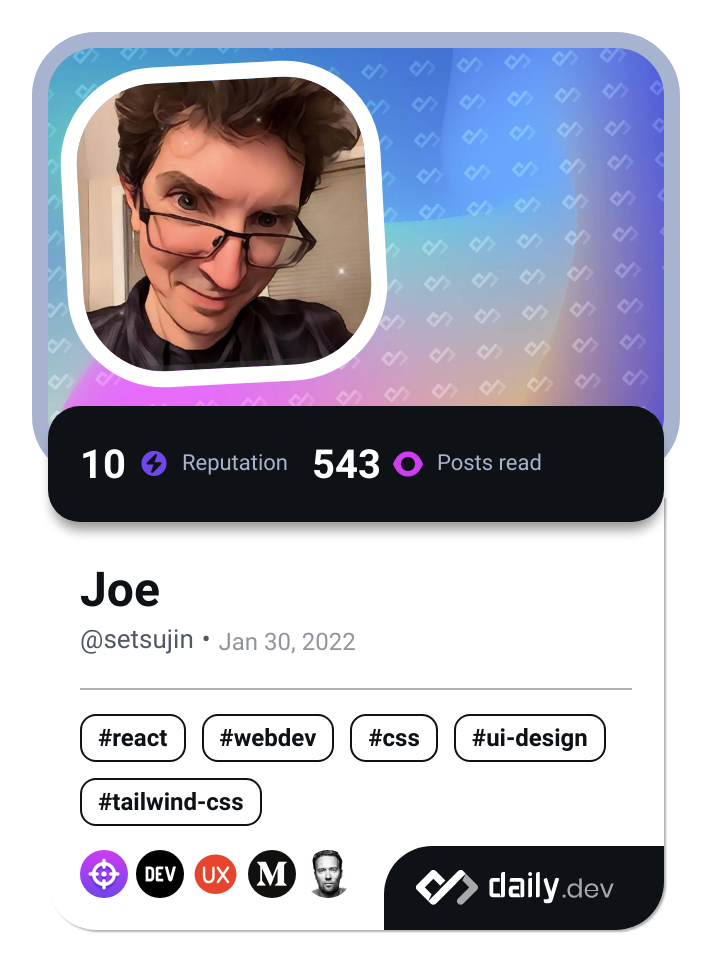 10 Reputation 543 Posts read
Joe
@setsujin • Jan 30, 2022
#react #webdev #css #ui-design
#tailwind-css
DEV UX M daily.dev